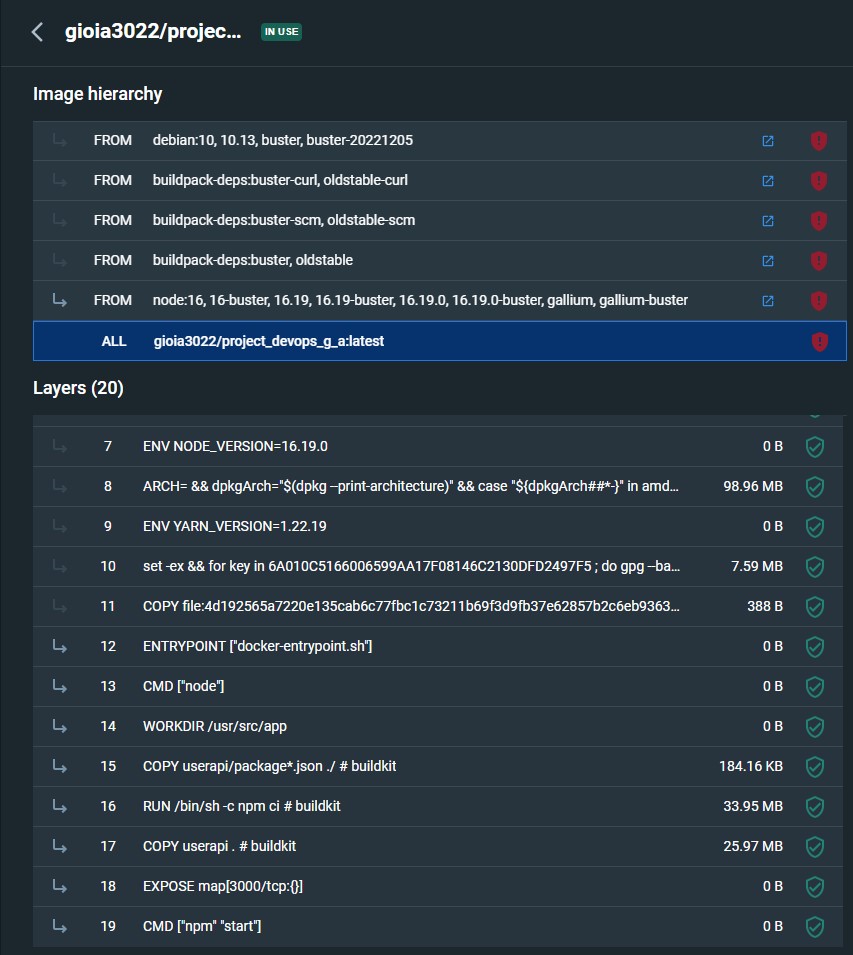 gioia3022/projec... IN USE
Image hierarchy
FROM debian:10, 10.13, buster, buster-20221205
FROM buildpack-deps:buster-curl, oldstable-curl
FROM buildpack-deps:buster-scm, oldstable-scm
FROM buildpack-deps:buster, oldstable
FROM node:16, 16-buster, 16.19, 16.19-buster, 16.19.0, 16.19.0-buster, gallium, gallium-buster
ALL gioia3022/project_devops_g_a:latest
Layers (20)
7 ENV NODE_VERSION=16.19.0 0 B
8 ARCH= && dpkgArch="$(dpkg --print-architecture)" && case "${dpkgArch##*-}" in amd... 98.96 MB
9 ENV YARN_VERSION=1.22.19 0 B
10 set -ex && for key in 6A010C5166006599AA17F08146C2130DFD2497F5 ; do gpg --ba... 7.59 MB
11 COPY file:4d192565a7220e135cab6c77fbc1c73211b69f3d9fb37e62857b2c6eb9363... 388 B
12 ENTRYPOINT ["docker-entrypoint.sh"] 0 B
13 CMD ["node"] 0 B
14 WORKDIR /usr/src/app 0 B
15 COPY userapi/package*.json ./ # buildkit 184.16 KB
16 RUN /bin/sh -c npm ci # buildkit 33.95 MB
17 COPY userapi . # buildkit 25.97 MB
18 EXPOSE map[3000/tcp:{}] 0 B
19 CMD ["npm" "start"] 0 B